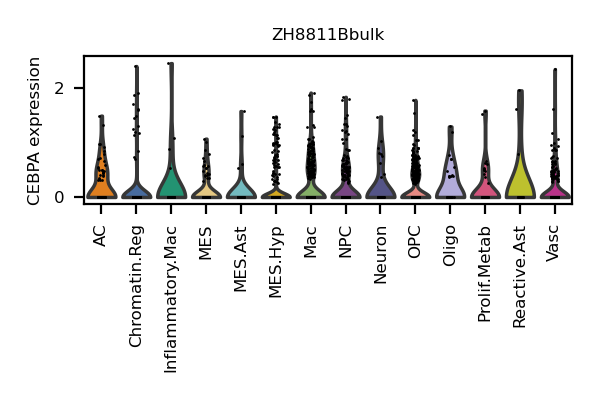 ZH8811Bbulk
CEBPA expression
2
0
AC
Chromatin.Reg
Inflammatory.Mac
MES
MES.Ast
MES.Hyp
Mac
NPC
Neuron
OPC
Oligo
Prolif.Metab
Reactive.Ast
Vasc